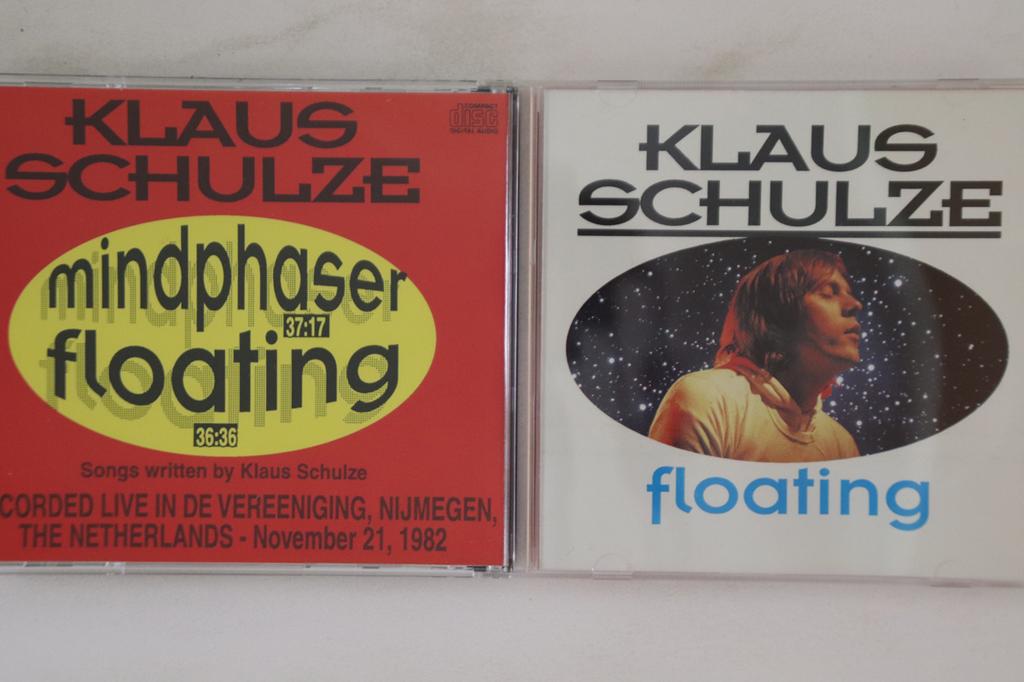 KLAUS
SCHULZE
COMPACT
disc
DIGITAL AUDIO
mindphaser
37:17
floating
36:36
Songs written by Klaus Schulze
CORDED LIVE IN DE VEREENIGING, NIJMEGEN,
THE NETHERLANDS - November 21, 1982
KLAUS
SCHULZE
floating